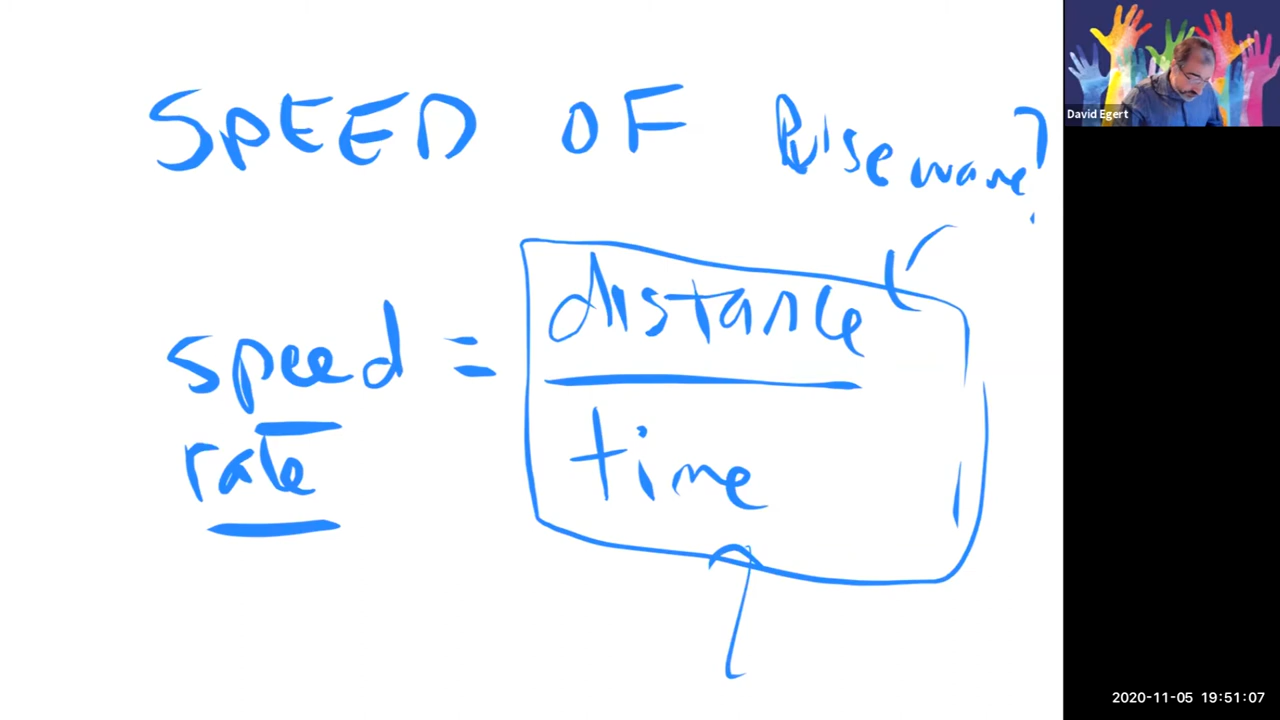 SPEED OF Pulse wave?
speed = distance
rate
time
David Egert
2020-11-05 19:51:07